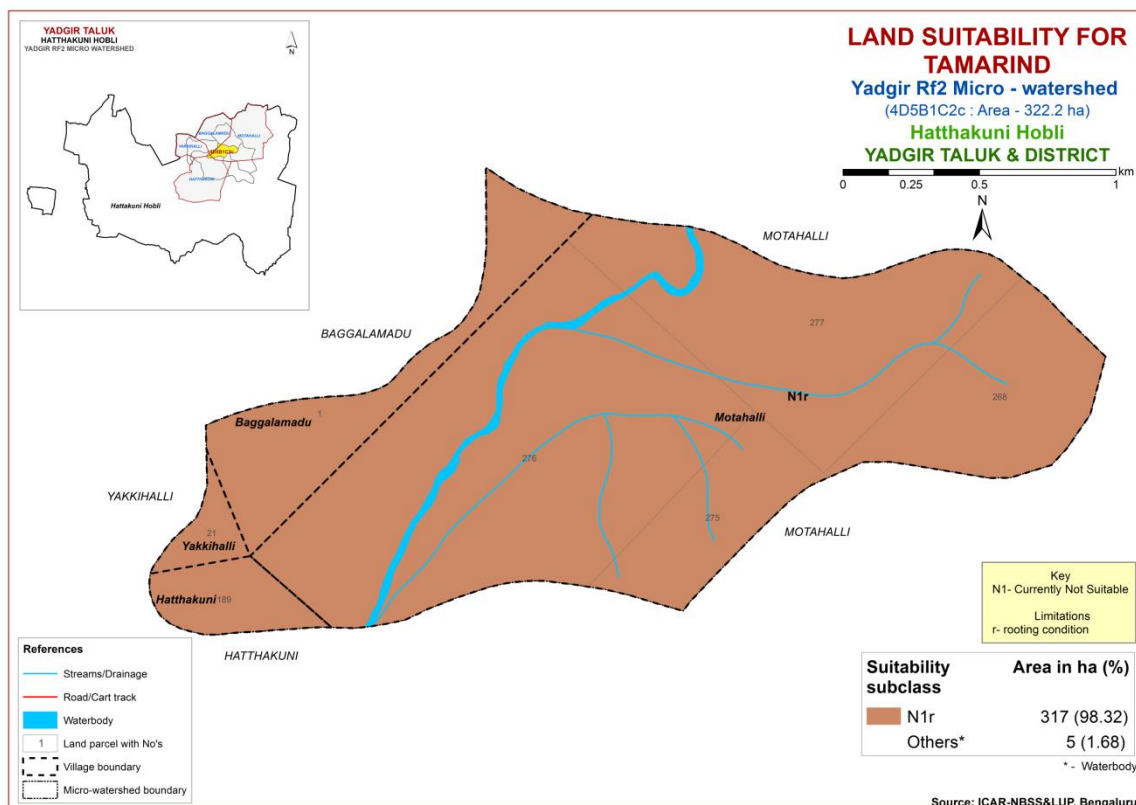 YADGIR TALUK
HATTHAKUNI HOBLI
YADGIR RF2 MICRO WATERSHED
N
BAGGALAMADU
MOTAHALLI
HATTHAKUNI
Hattakuni Hobli
LAND SUITABILITY FOR
TAMARIND
Yadgir Rf2 Micro - watershed
(4D5B1C2c : Area - 322.2 ha)
Hatthakuni Hobli
YADGIR TALUK & DISTRICT
km
0 0.25 0.5 1
N
MOTAHALLI
BAGGALAMADU
277
N1r
268
Motahalli
1
Baggalamadu
276
YAKKIHALLI
275
MOTAHALLI
21
Yakkihalli
Hatthakuni 189
HATTHAKUNI
Key
N1- Currently Not Suitable
Limitations
r- rooting condition
References
Streams/Drainage
Road/Cart track
Waterbody
1 Land parcel with No's
Village boundary
Micro-watershed boundary
Suitability subclass Area in ha (%)
N1r 317 (98.32)
Others* 5 (1.68)
* - Waterbody
Source: ICAR-NBSS&LUP, Bengaluru